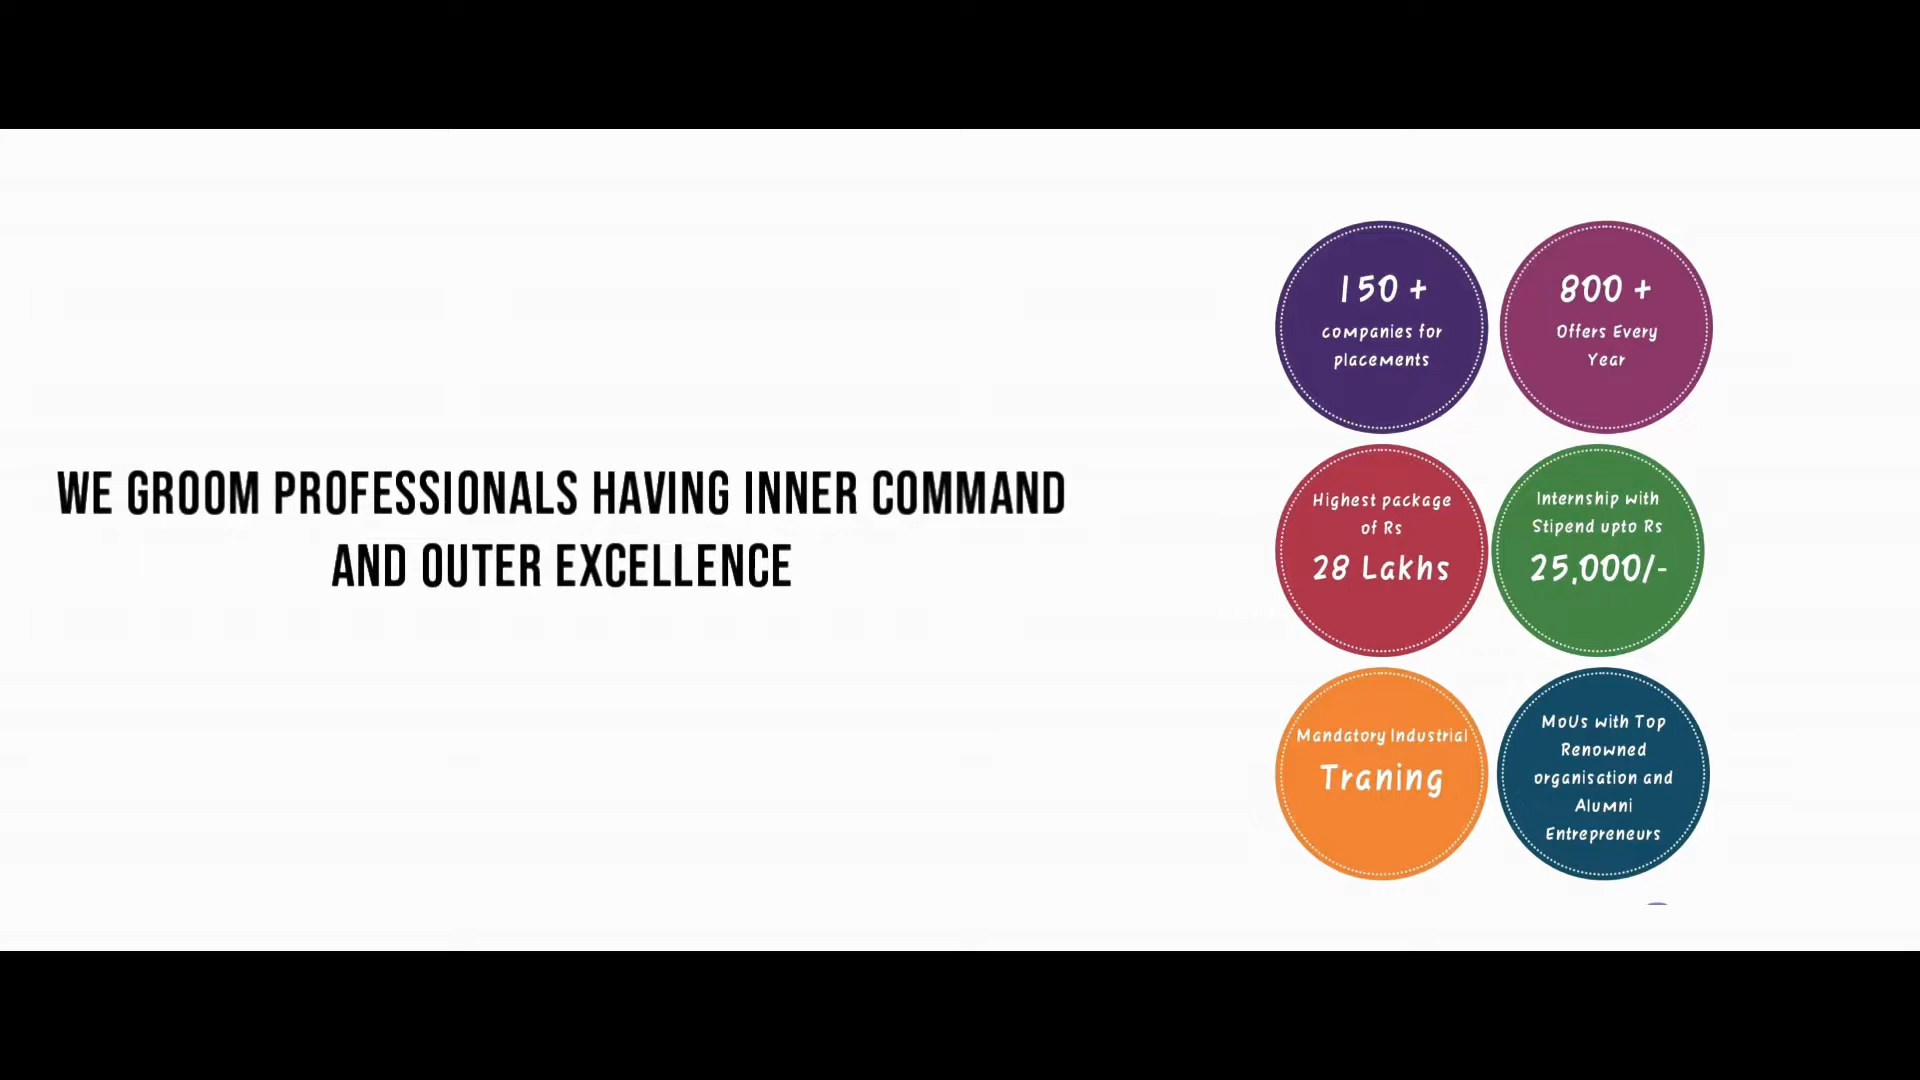 WE GROOM PROFESSIONALS HAVING INNER COMMAND
AND OUTER EXCELLENCE
150 +
companies for
placements
800 +
Offers Every
Year
Highest package
of Rs
28 Lakhs
Internship with
Stipend upto Rs
25,000/-
Mandatory Industrial
Traning
MoUs with Top
Renowned
organisation and
Alumni
Entrepreneurs